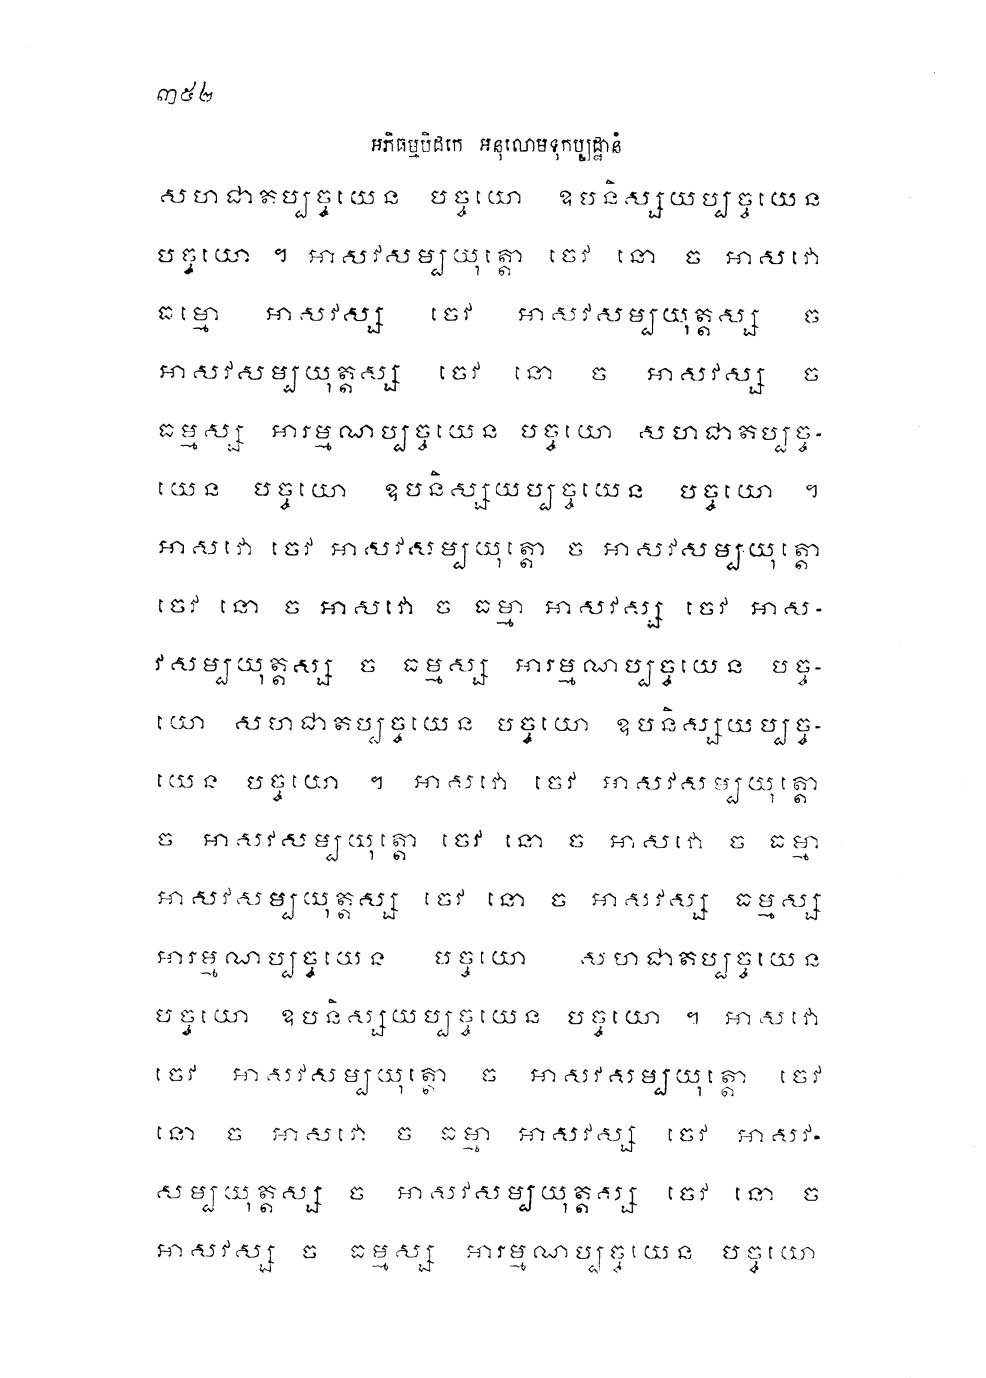 ៣៥២
អភិធម្មបិដកេ អនុលោមទុកប្បដ្ឋានំ
សហជាតប្បច្ចយេន បច្ចយោ ឧបនិស្សយប្បច្ចយេន
បច្ចយោ ។ អាសវសម្បយុត្តោ ចេវ នោ ច អាសវោ
ធម្មោ អាសវស្ស ចេវ អាសវសម្បយុត្តស្ស ច
អាសវសម្បយុត្តស្ស ចេវ នោ ច អាសវស្ស ច
ធម្មស្ស អារម្មណប្បច្ចយេន បច្ចយោ សហជាតប្បច្ច-
យេន បច្ចយោ ឧបនិស្សយប្បច្ចយេន បច្ចយោ ។
អាសវោ ចេវ អាសវសម្បយុត្តោ ច អាសវសម្បយុត្តោ
ចេវ នោ ច អាសវោ ច ធម្មា អាសវស្ស ចេវ អាស-
វសម្បយុត្តស្ស ច ធម្មស្ស អារម្មណប្បច្ចយេន បច្ច-
យោ សហជាតប្បច្ចយេន បច្ចយោ ឧបនិស្សយប្បច្ច-
យេន បច្ចយោ ។ អាសវោ ចេវ អាសវសម្បយុត្តោ
ច អាសវសម្បយុត្តោ ចេវ នោ ច អាសវោ ច ធម្មា
អាសវសម្បយុត្តស្ស ចេវ នោ ច អាសវស្ស ធម្មស្ស
អារម្មណប្បច្ចយេន បច្ចយោ សហជាតប្បច្ចយេន
បច្ចយោ ឧបនិស្សយប្បច្ចយេន បច្ចយោ ។ អាសវោ
ចេវ អាសវសម្បយុត្តោ ច អាសវសម្បយុត្តោ ចេវ
នោ ច អាសវោ ច ធម្មា អាសវស្ស ចេវ អាសវ-
សម្បយុត្តស្ស ច អាសវសម្បយុត្តស្ស ចេវ នោ ច
អាសវស្ស ច ធម្មស្ស អារម្មណប្បច្ចយេន បច្ចយោ